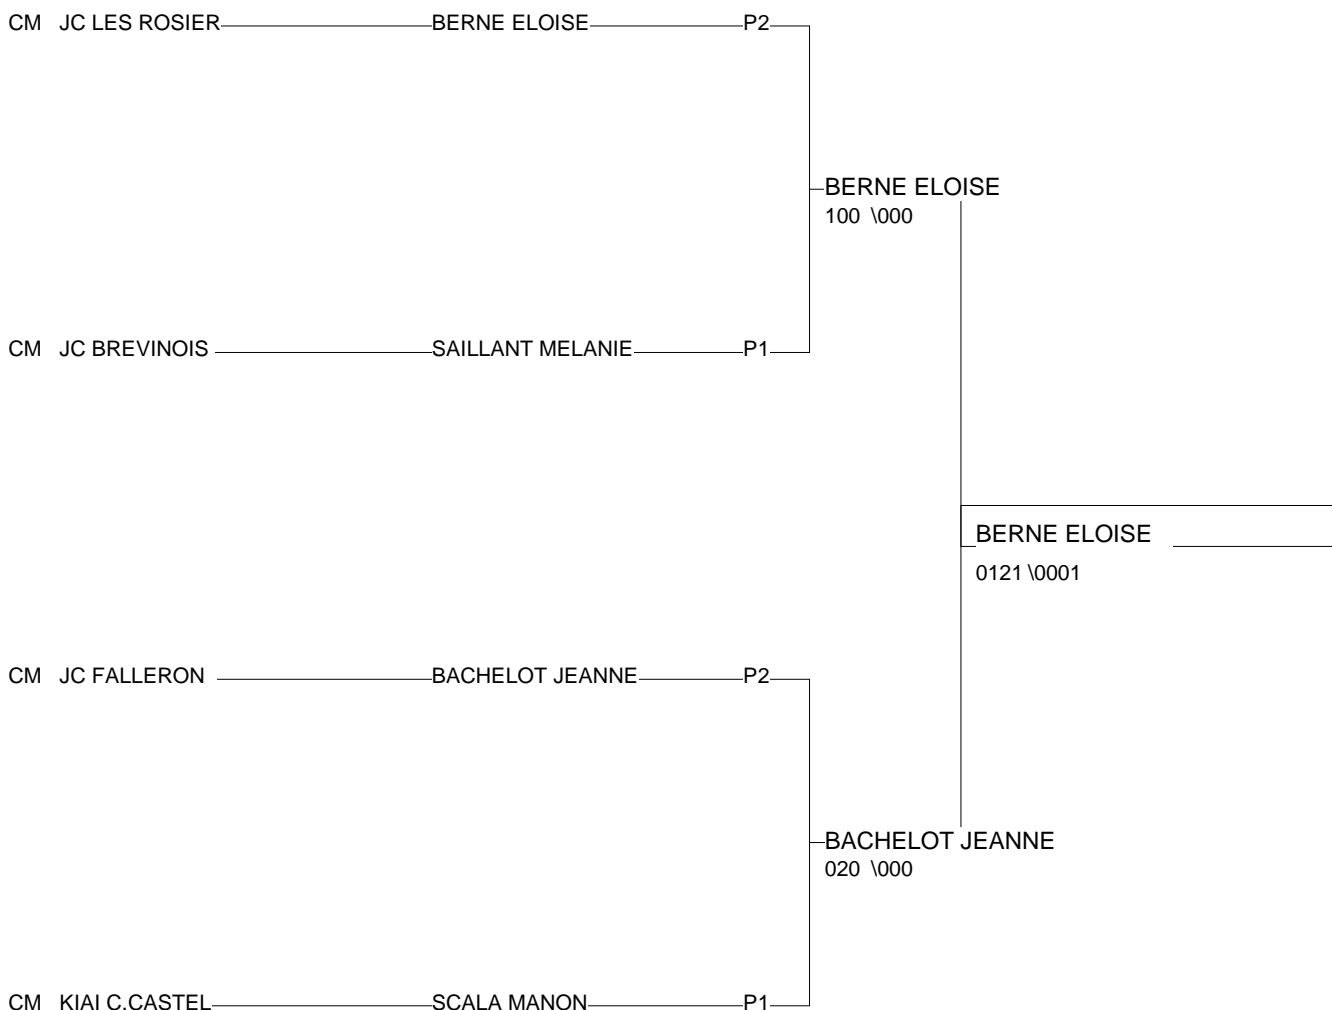 CM JC LES ROSIER BERNE ELOISE P2
BERNE ELOISE
100 \000
CM JC BREVINOIS SAILLANT MELANIE P1
BERNE ELOISE
0121 \0001
CM JC FALLERON BACHELOT JEANNE P2
BACHELOT JEANNE
020 \000
CM KIAI C.CASTEL SCALA MANON P1